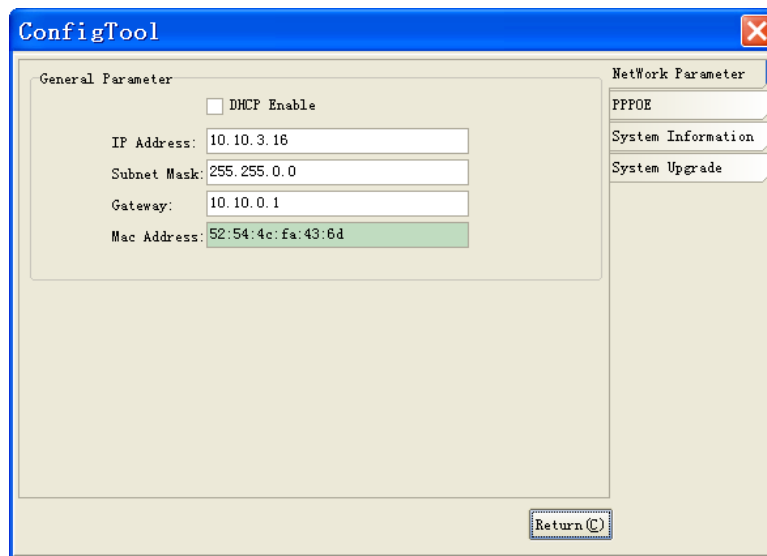 ConfigTool
General Parameter
DHCP Enable
IP Address: 10.10.3.16
Subnet Mask: 255.255.0.0
Gateway: 10.10.0.1
Mac Address: 52:54:4c:fa:43:6d
NetWork Parameter
PPPOE
System Information
System Upgrade
Return(C)